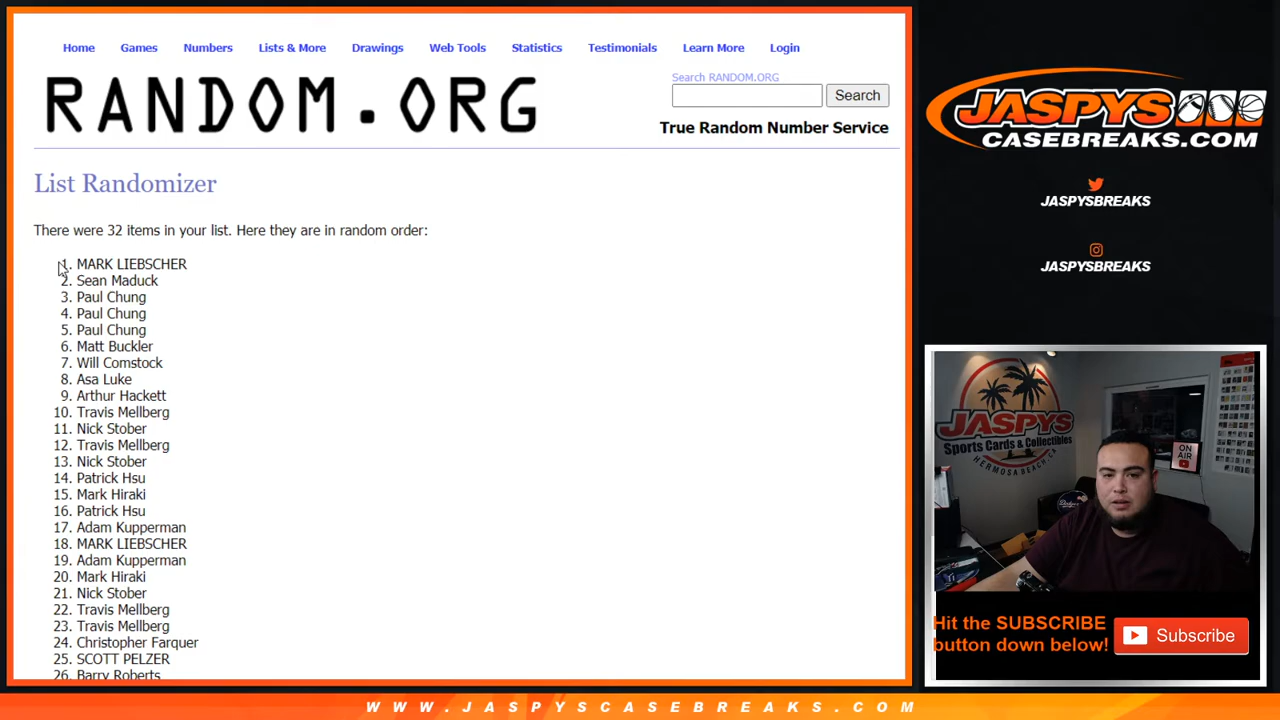 Home Games Numbers Lists & More Drawings Web Tools Statistics Testimonials Learn More Login
RANDOM.ORG
Search RANDOM.ORG
Search
True Random Number Service
List Randomizer
There were 32 items in your list. Here they are in random order:
1. MARK LIEBSCHER
2. Sean Maduck
3. Paul Chung
4. Paul Chung
5. Paul Chung
6. Matt Buckler
7. Will Comstock
8. Asa Luke
9. Arthur Hackett
10. Travis Mellberg
11. Nick Stober
12. Travis Mellberg
13. Nick Stober
14. Patrick Hsu
15. Mark Hiraki
16. Patrick Hsu
17. Adam Kupperman
18. MARK LIEBSCHER
19. Adam Kupperman
20. Mark Hiraki
21. Nick Stober
22. Travis Mellberg
23. Travis Mellberg
24. Christopher Farquer
25. SCOTT PELZER
26. Barry Roberts
JASPYS
CASEBREAKS.COM
JASPYSBREAKS
JASPYSBREAKS
JASPYS
Sports Cards & Collectibles
HERMOSA BEACH, CA
ON
AIR
Hit the SUBSCRIBE
button down below!
Subscribe
WWW.JASPYSCASEBREAKS.COM